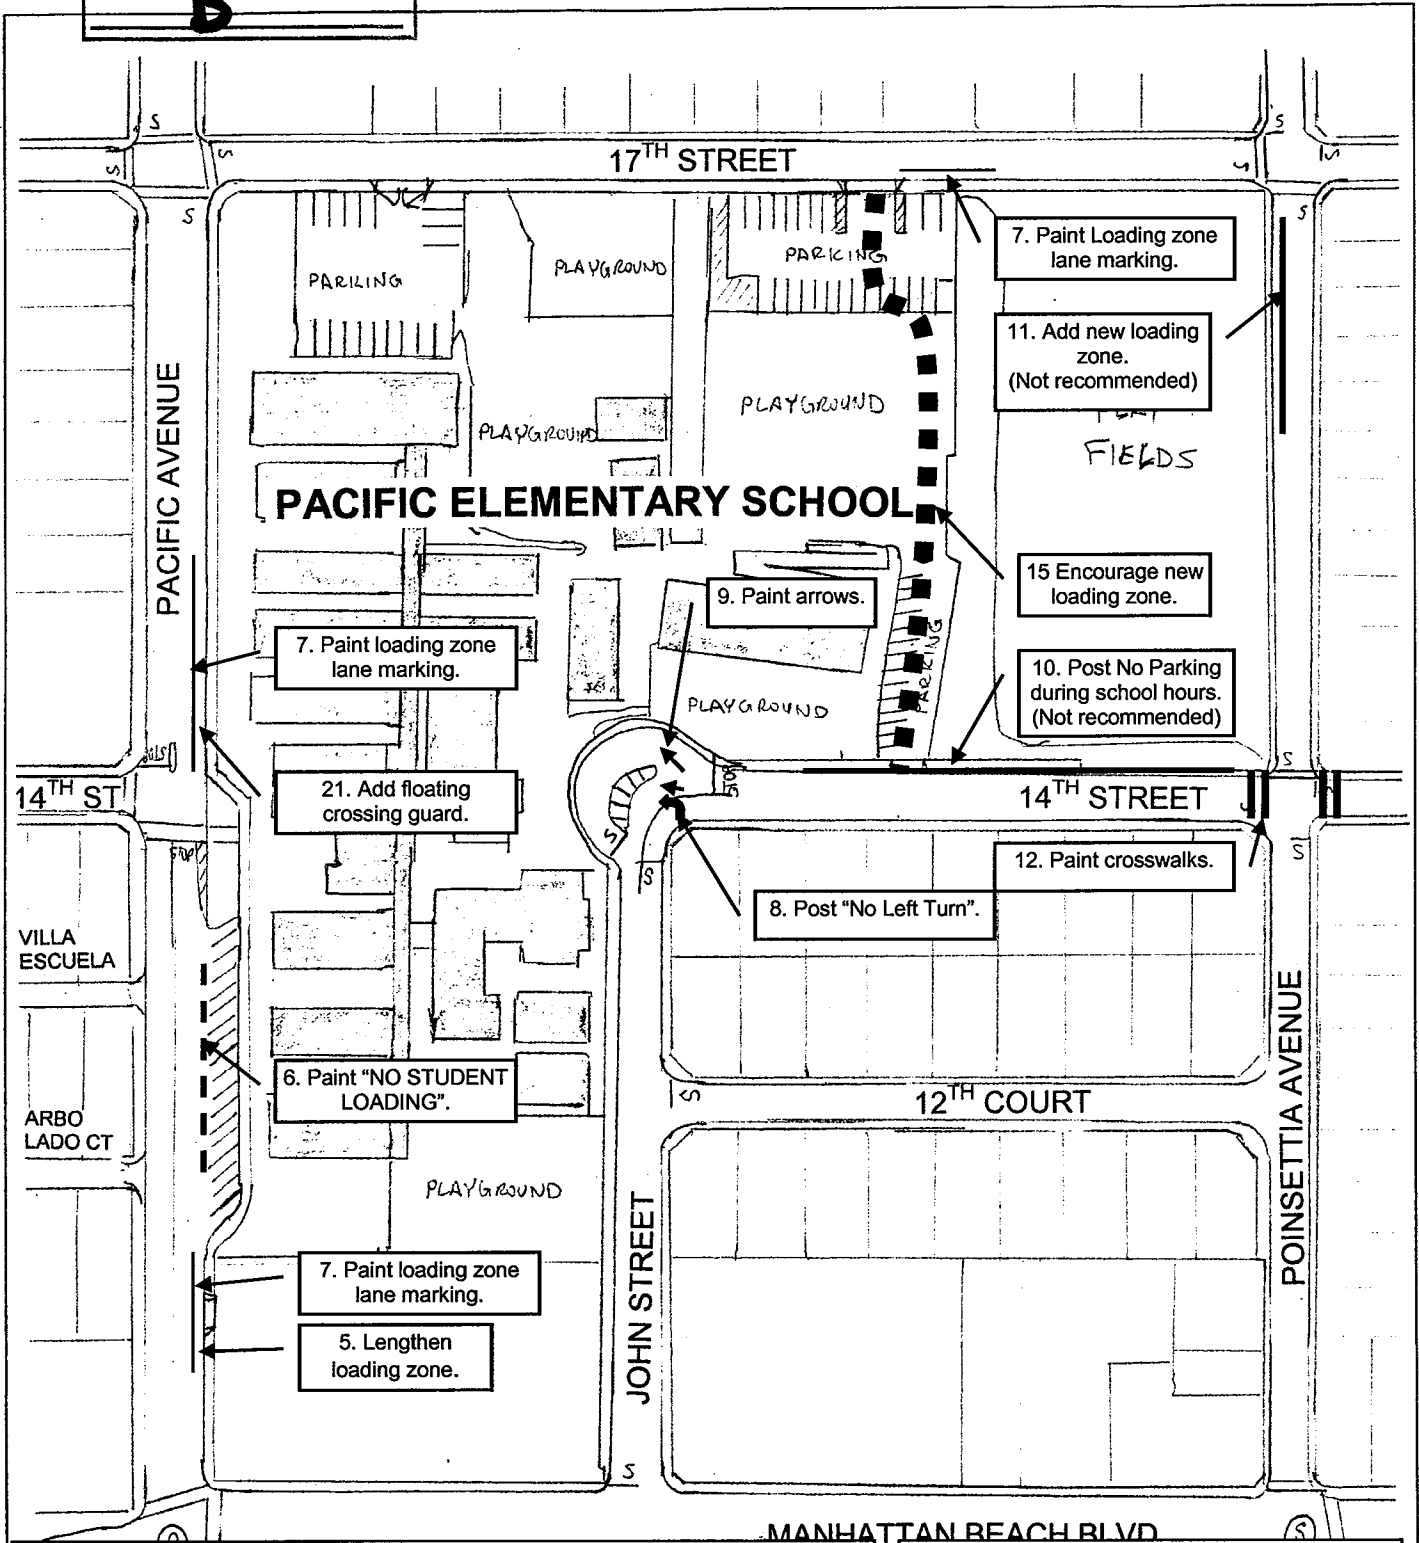 B
S
S
S
S
S
17TH STREET
S
S
S
S
7. Paint Loading zone
lane marking.
PARKING
PLAYGROUND
PARKING
11. Add new loading
zone.
(Not recommended)
PACIFIC AVENUE
PLAYGROUND
PLAYGROUND
FIELDS
PACIFIC ELEMENTARY SCHOOL
15 Encourage new
loading zone.
9. Paint arrows.
7. Paint loading zone
lane marking.
PARKING
10. Post No Parking
during school hours.
(Not recommended)
PLAYGROUND
STOP
STOP
S
14TH ST
21. Add floating
crossing guard.
14TH STREET
S
S
S
STOP
S
12. Paint crosswalks.
8. Post “No Left Turn”.
VILLA
ESCUELA
6. Paint “NO STUDENT
LOADING”.
S
12TH COURT
ARBO
LADO CT
POINSETTIA AVENUE
PLAYGROUND
JOHN STREET
7. Paint loading zone
lane marking.
5. Lengthen
loading zone.
S
MANHATTAN BEACH BLVD
S